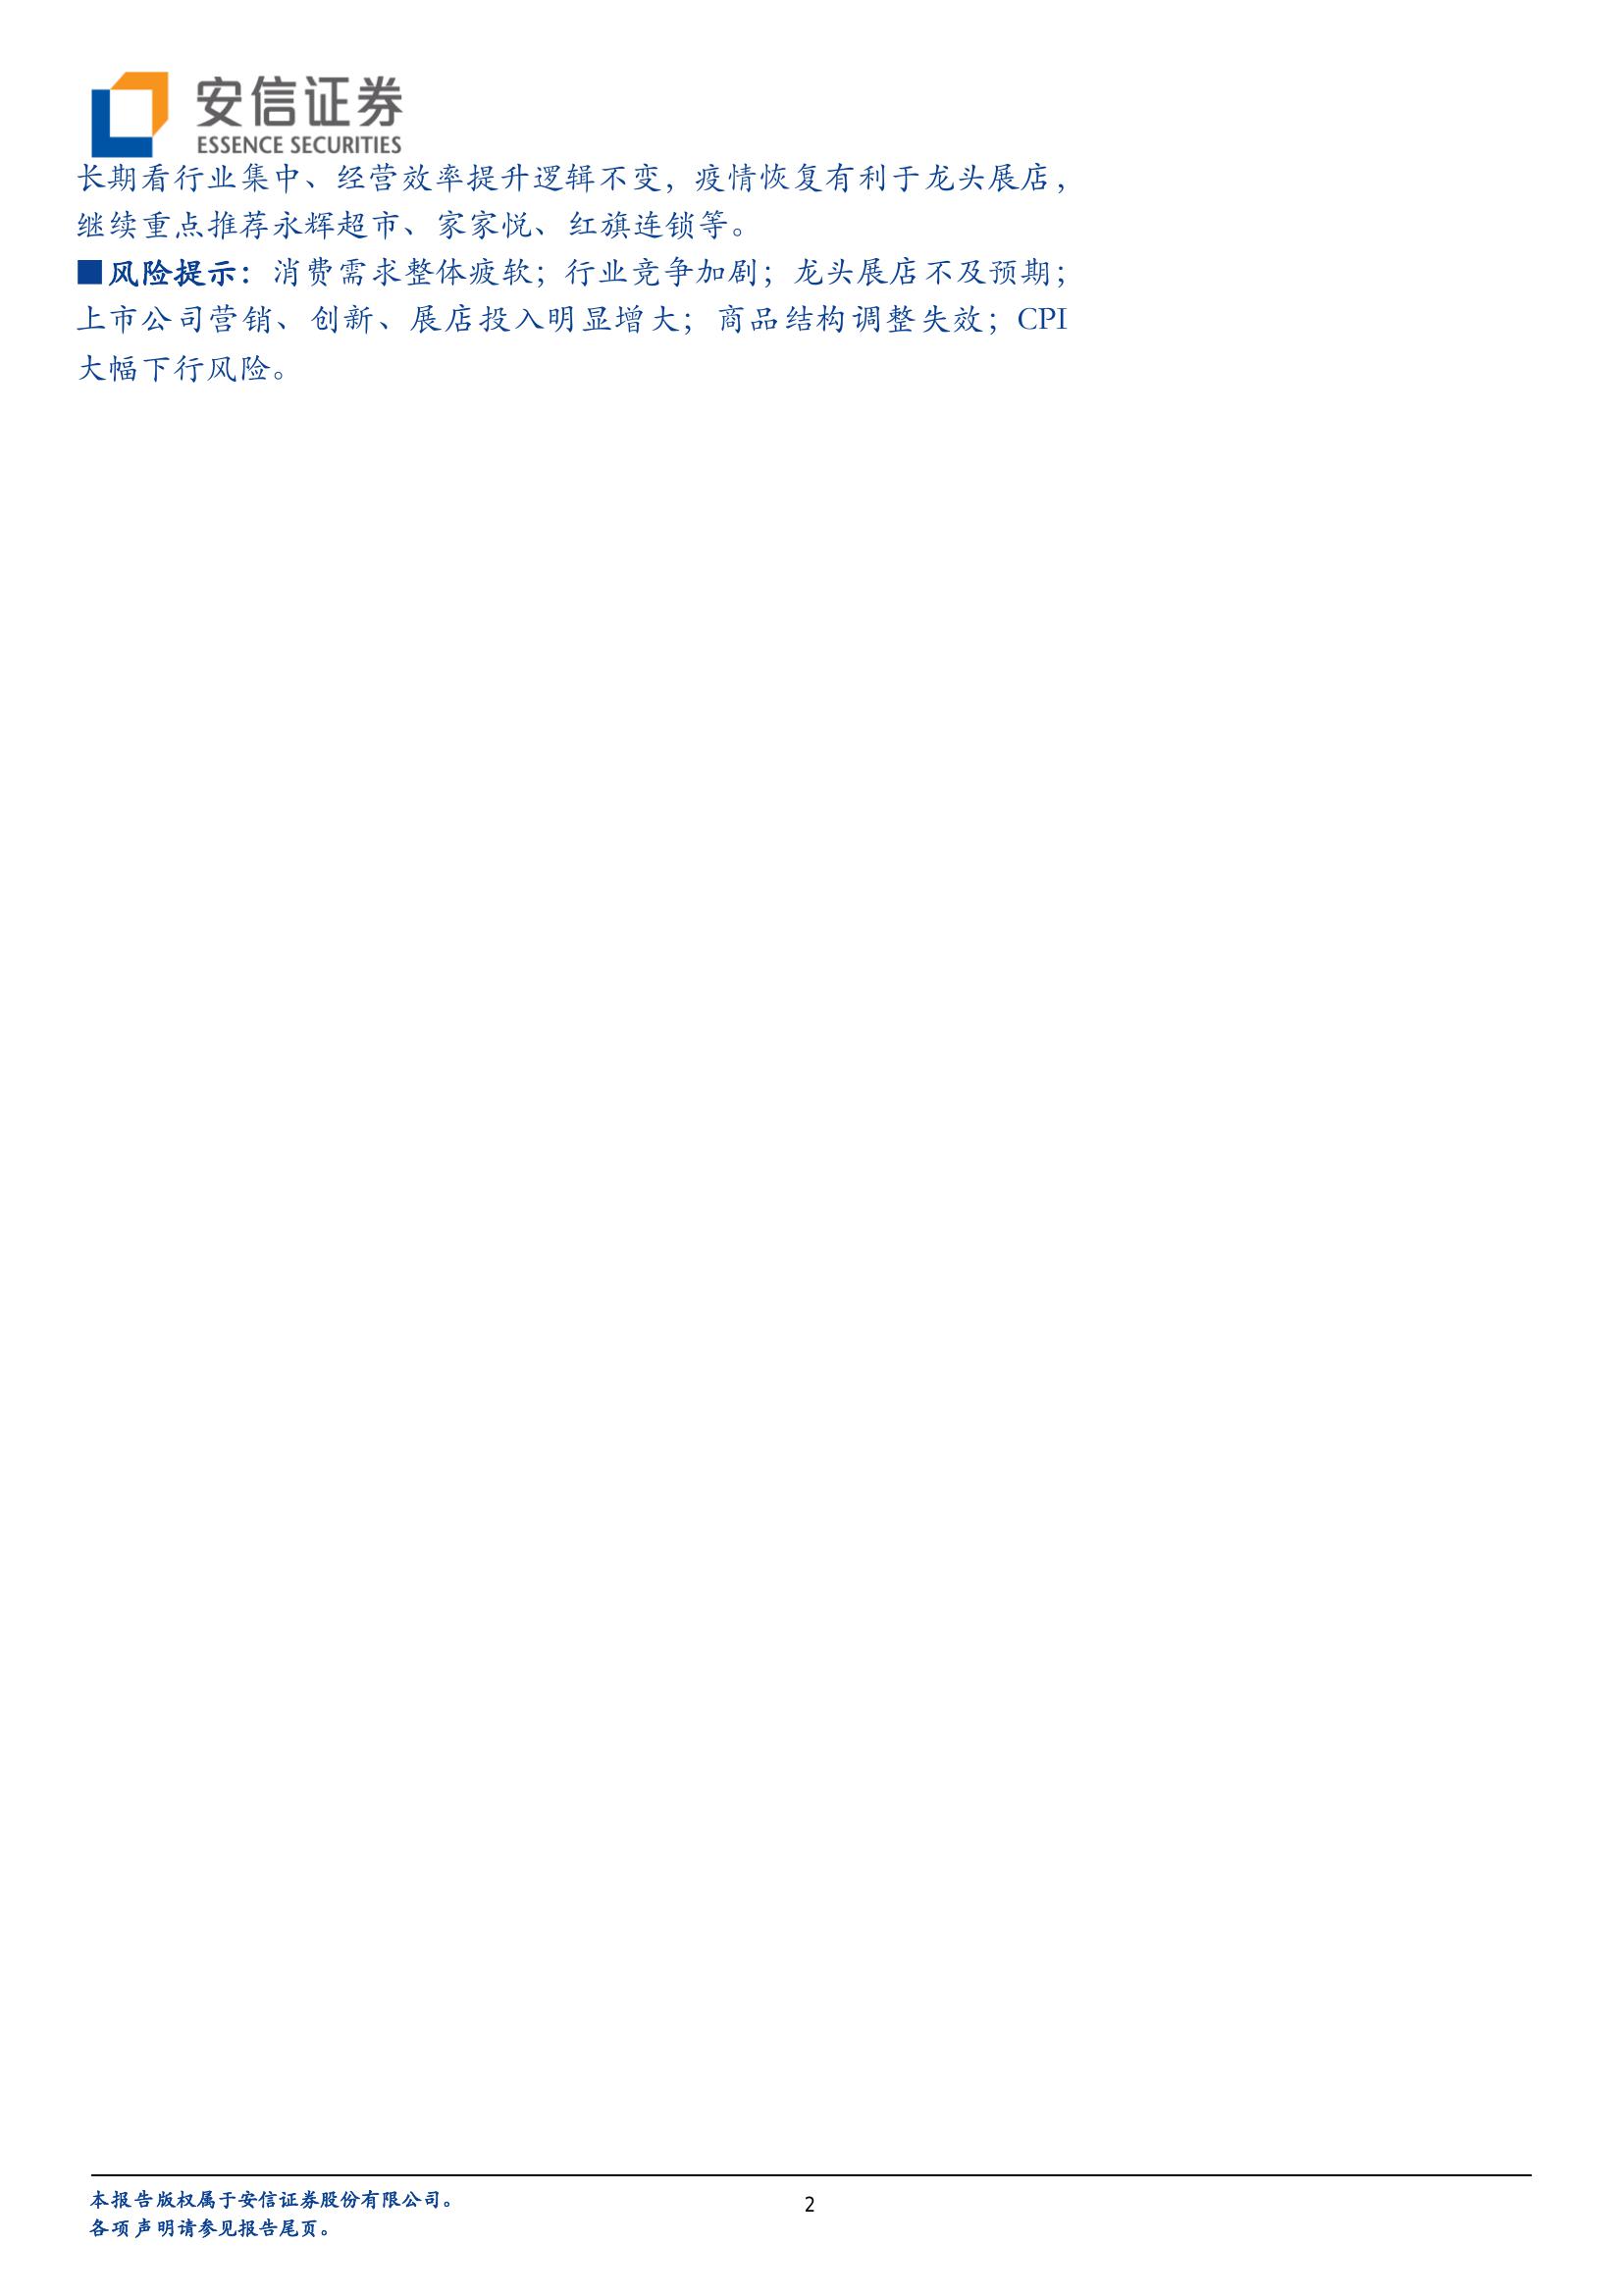 安信证券
ESSENCE SECURITIES
长期看行业集中、经营效率提升逻辑不变，疫情恢复有利于龙头展店，
继续重点推荐永辉超市、家家悦、红旗连锁等。
■风险提示：消费需求整体疲软；行业竞争加剧；龙头展店不及预期；
上市公司营销、创新、展店投入明显增大；商品结构调整失效；CPI
大幅下行风险。
本报告版权属于安信证券股份有限公司。
2
各项声明请参见报告尾页。